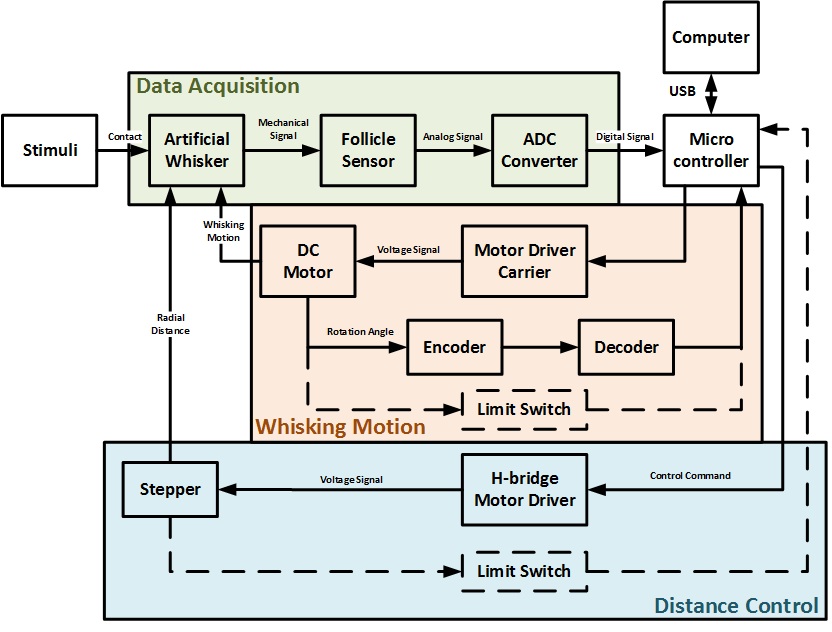 Computer
USB
Data Acquisition
Stimuli
Contact
Artificial
Whisker
Mechanical
Signal
Follicle
Sensor
Analog Signal
ADC
Converter
Digital Signal
Micro
controller
Whisking
Motion
DC
Motor
Voltage Signal
Motor Driver
Carrier
Radial
Distance
Rotation Angle
Encoder
Decoder
Limit Switch
Whisking Motion
Stepper
Voltage Signal
H-bridge
Motor Driver
Control Command
Limit Switch
Distance Control